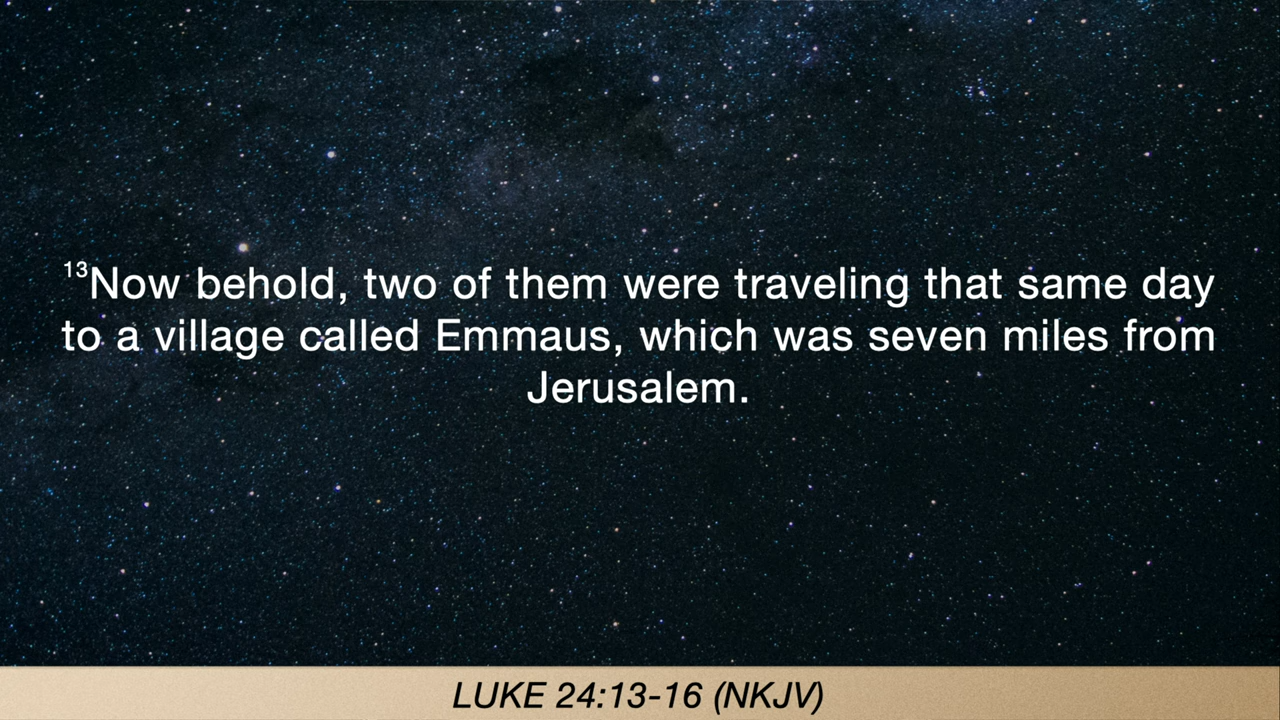 13Now behold, two of them were traveling that same day
to a village called Emmaus, which was seven miles from
Jerusalem.
LUKE 24:13-16 (NKJV)